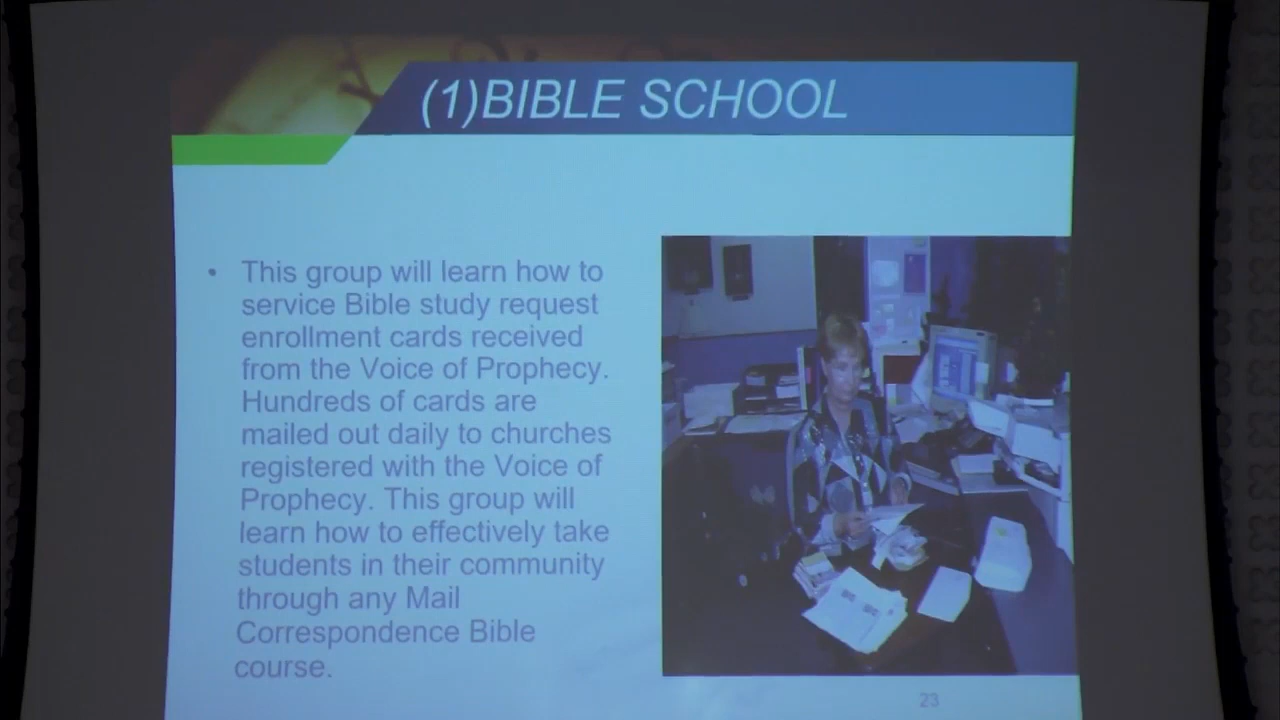 (1)BIBLE SCHOOL
• This group will learn how to
service Bible study request
enrollment cards received
from the Voice of Prophecy.
Hundreds of cards are
mailed out daily to churches
registered with the Voice of
Prophecy. This group will
learn how to effectively take
students in their community
through any Mail
Correspondence Bible
course.
23